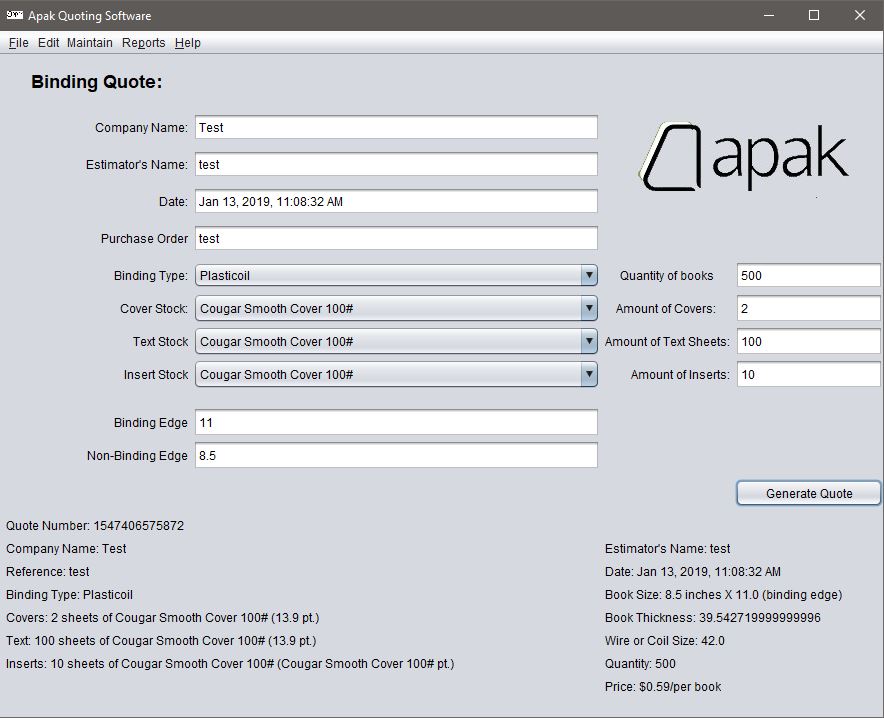 apak Apak Quoting Software
File Edit Maintain Reports Help
Binding Quote:
apak
Company Name: Test
Estimator's Name: test
Date: Jan 13, 2019, 11:08:32 AM
Purchase Order test
Binding Type: Plasticoil Quantity of books 500
Cover Stock: Cougar Smooth Cover 100# Amount of Covers: 2
Text Stock Cougar Smooth Cover 100# Amount of Text Sheets: 100
Insert Stock Cougar Smooth Cover 100# Amount of Inserts: 10
Binding Edge 11
Non-Binding Edge 8.5
Generate Quote
Quote Number: 1547406575872
Company Name: Test
Reference: test
Binding Type: Plasticoil
Covers: 2 sheets of Cougar Smooth Cover 100# (13.9 pt.)
Text: 100 sheets of Cougar Smooth Cover 100# (13.9 pt.)
Inserts: 10 sheets of Cougar Smooth Cover 100# (Cougar Smooth Cover 100# pt.)
Estimator's Name: test
Date: Jan 13, 2019, 11:08:32 AM
Book Size: 8.5 inches X 11.0 (binding edge)
Book Thickness: 39.542719999999996
Wire or Coil Size: 42.0
Quantity: 500
Price: $0.59/per book